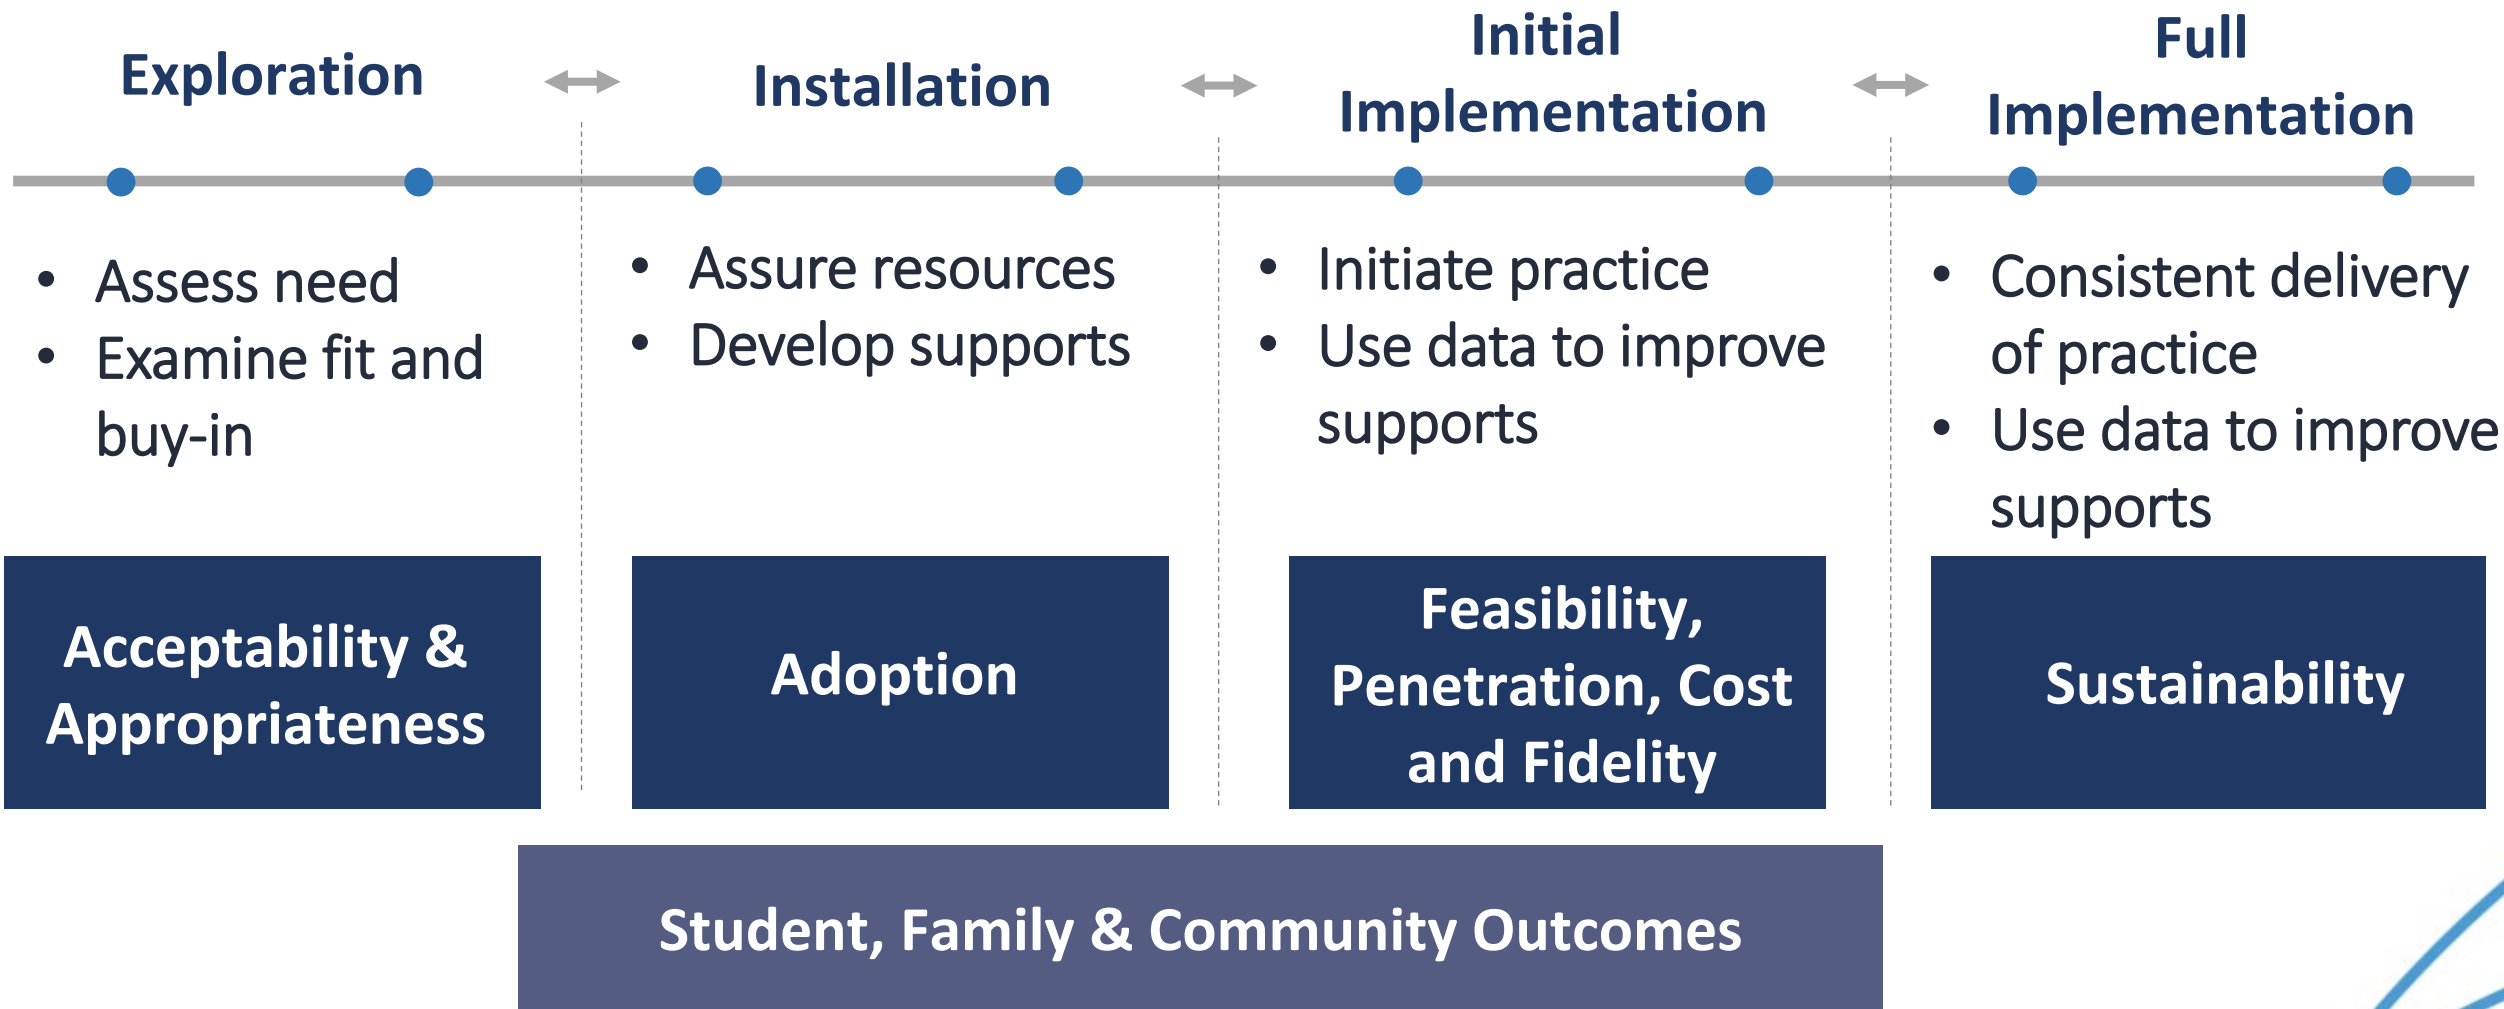 Exploration
Installation
Initial
Implementation
Full
Implementation
• Assess need
• Examine fit and
buy-in
• Assure resources
• Develop supports
• Initiate practice
• Use data to improve
supports
• Consistent delivery
of practice
• Use data to improve
supports
Acceptability &
Appropriateness
Adoption
Feasibility,
Penetration, Cost
and Fidelity
Sustainability
Student, Family & Community Outcomes